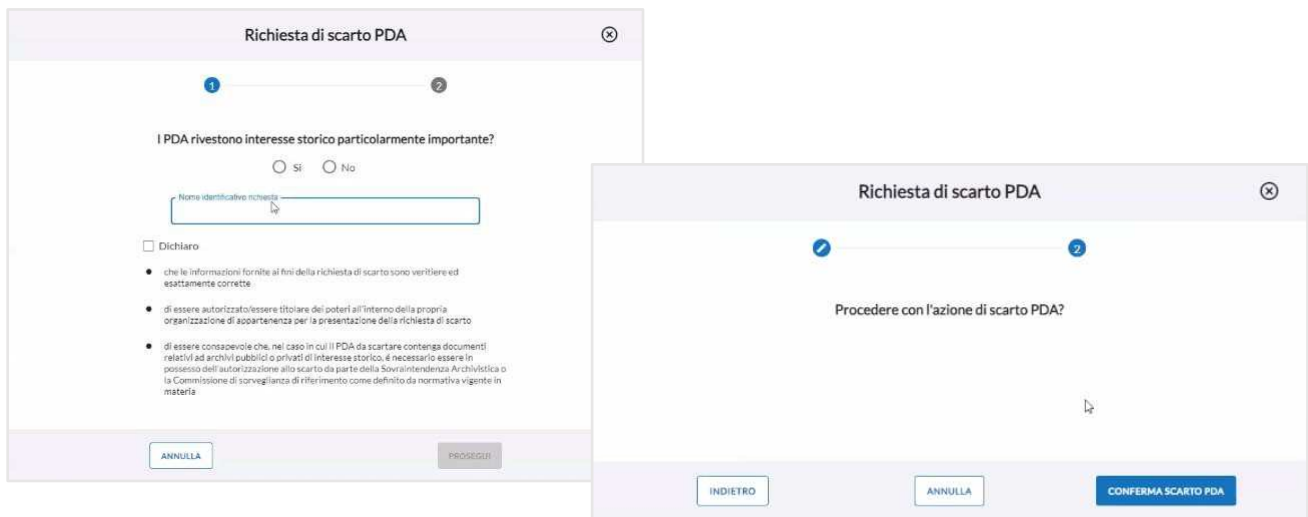 Richiesta di scarto PDA
1
2
I PDA rivestono interesse storico particolarmente importante?
Si
No
Nome identificativo richiesta
Dichiaro
che le informazioni fornite ai fini della richiesta di scarto sono veritiere ed
esattamente corrette
di essere autorizzato/essere titolare dei poteri all'interno della propria
organizzazione di appartenenza per la presentazione della richiesta di scarto
di essere consapevole che, nel caso in cui il PDA da scartare contenga documenti
relativi ad archivi pubblici o privati di interesse storico, é necessario essere in
possesso dell'autorizzazione allo scarto da parte della Sovraintendenza Archivistica o
la Commissione di sorveglianza di riferimento come definito da normativa vigente in
materia
ANNULLA
PROSEGUI
Richiesta di scarto PDA
2
Procedere con l'azione di scarto PDA?
INDIETRO
ANNULLA
CONFERMA SCARTO PDA